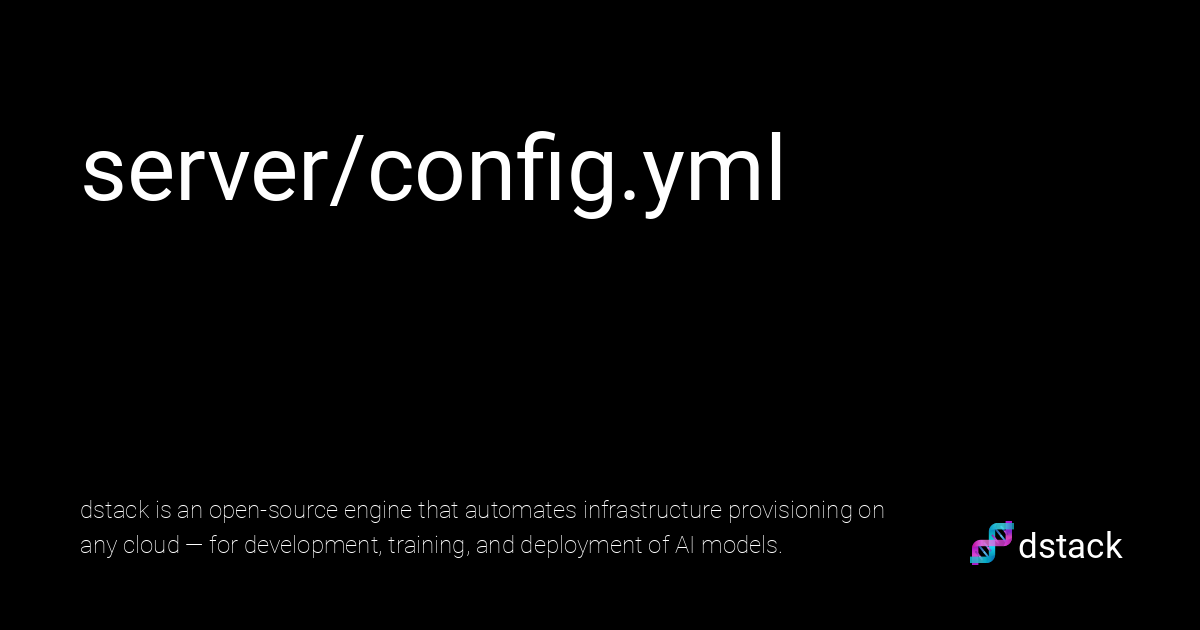 server/config.yml
dstack is an open-source engine that automates infrastructure provisioning on
any cloud — for development, training, and deployment of AI models.
dstack